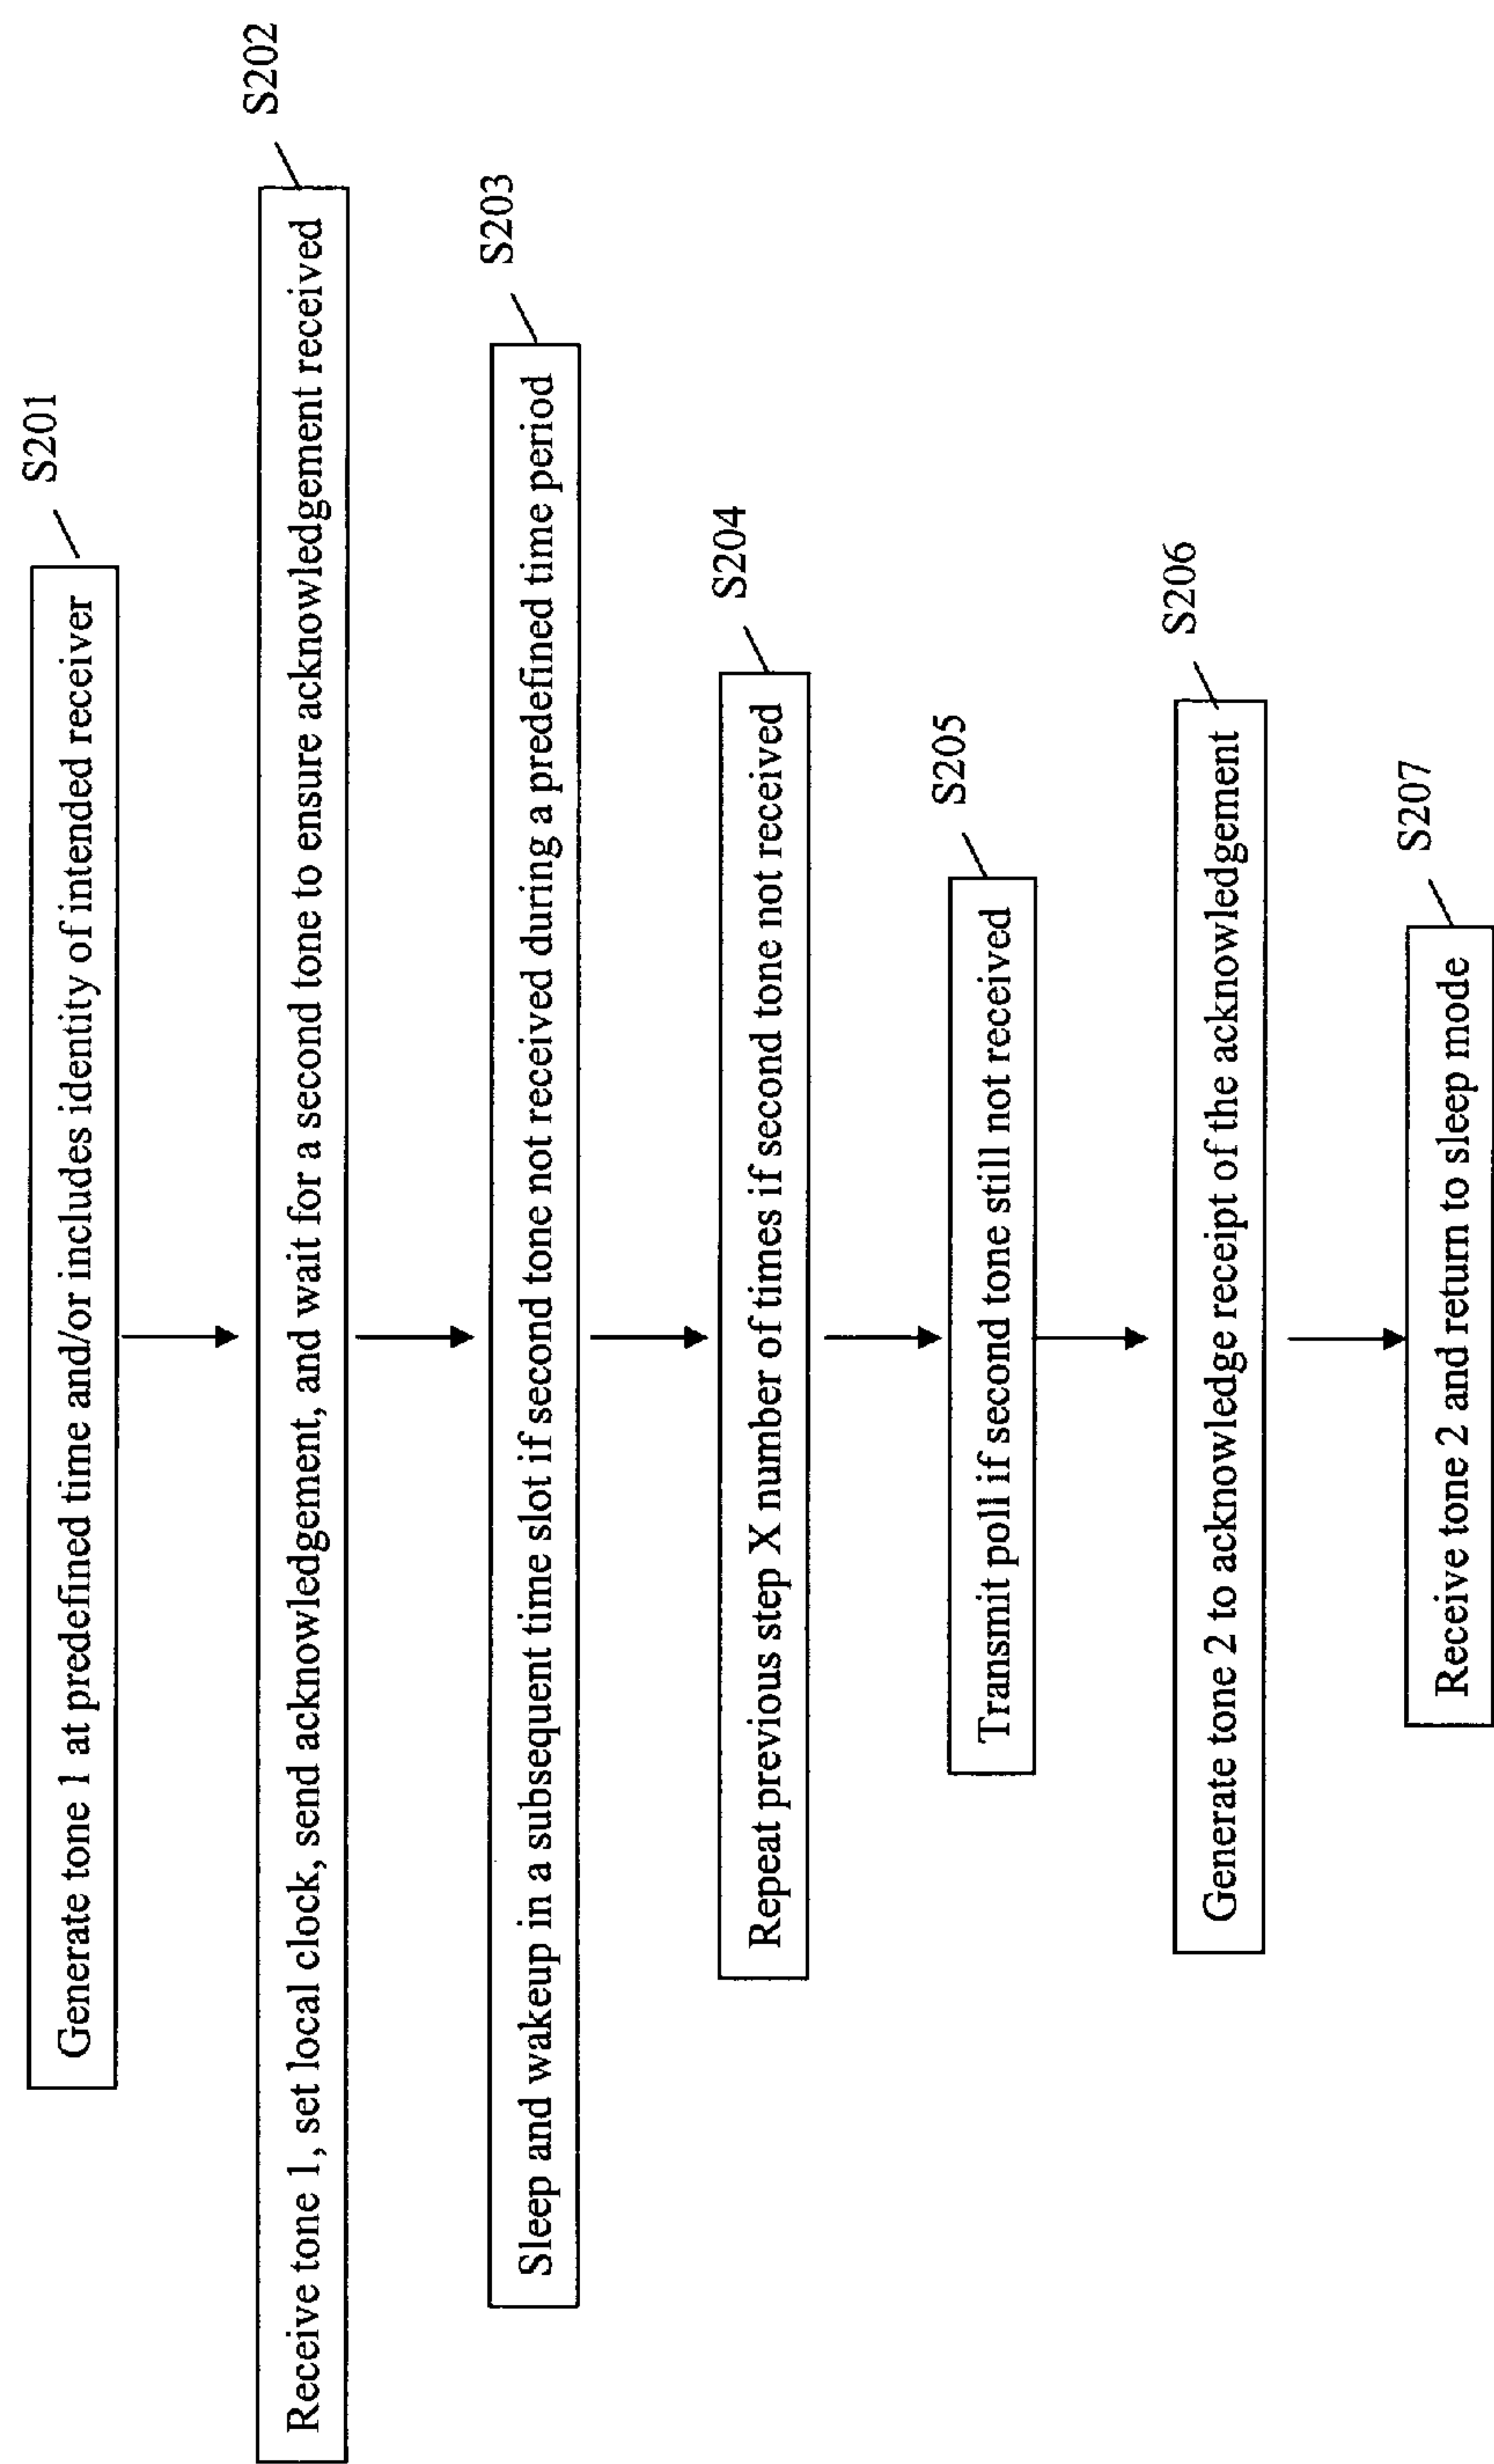 Generate tone 1 at predefined time and/or includes identity of intended receiver
S201
Receive tone 1, set local clock, send acknowledgement, and wait for a second tone to ensure acknowledgement received
S202
Sleep and wakeup in a subsequent time slot if second tone not received during a predefined time period
S203
Repeat previous step X number of times if second tone not received
S204
Transmit poll if second tone still not received
S205
Generate tone 2 to acknowledge receipt of the acknowledgement
S206
Receive tone 2 and return to sleep mode
S207